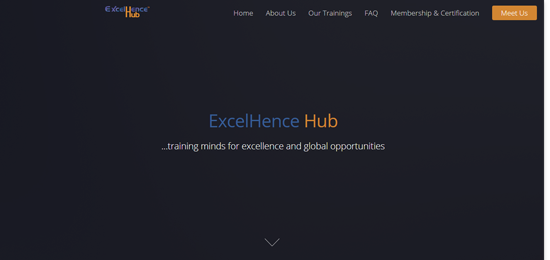 ExcelHence
Hub
Home About Us Our Trainings FAQ Membership & Certification Meet Us
ExcelHence Hub
...training minds for excellence and global opportunities